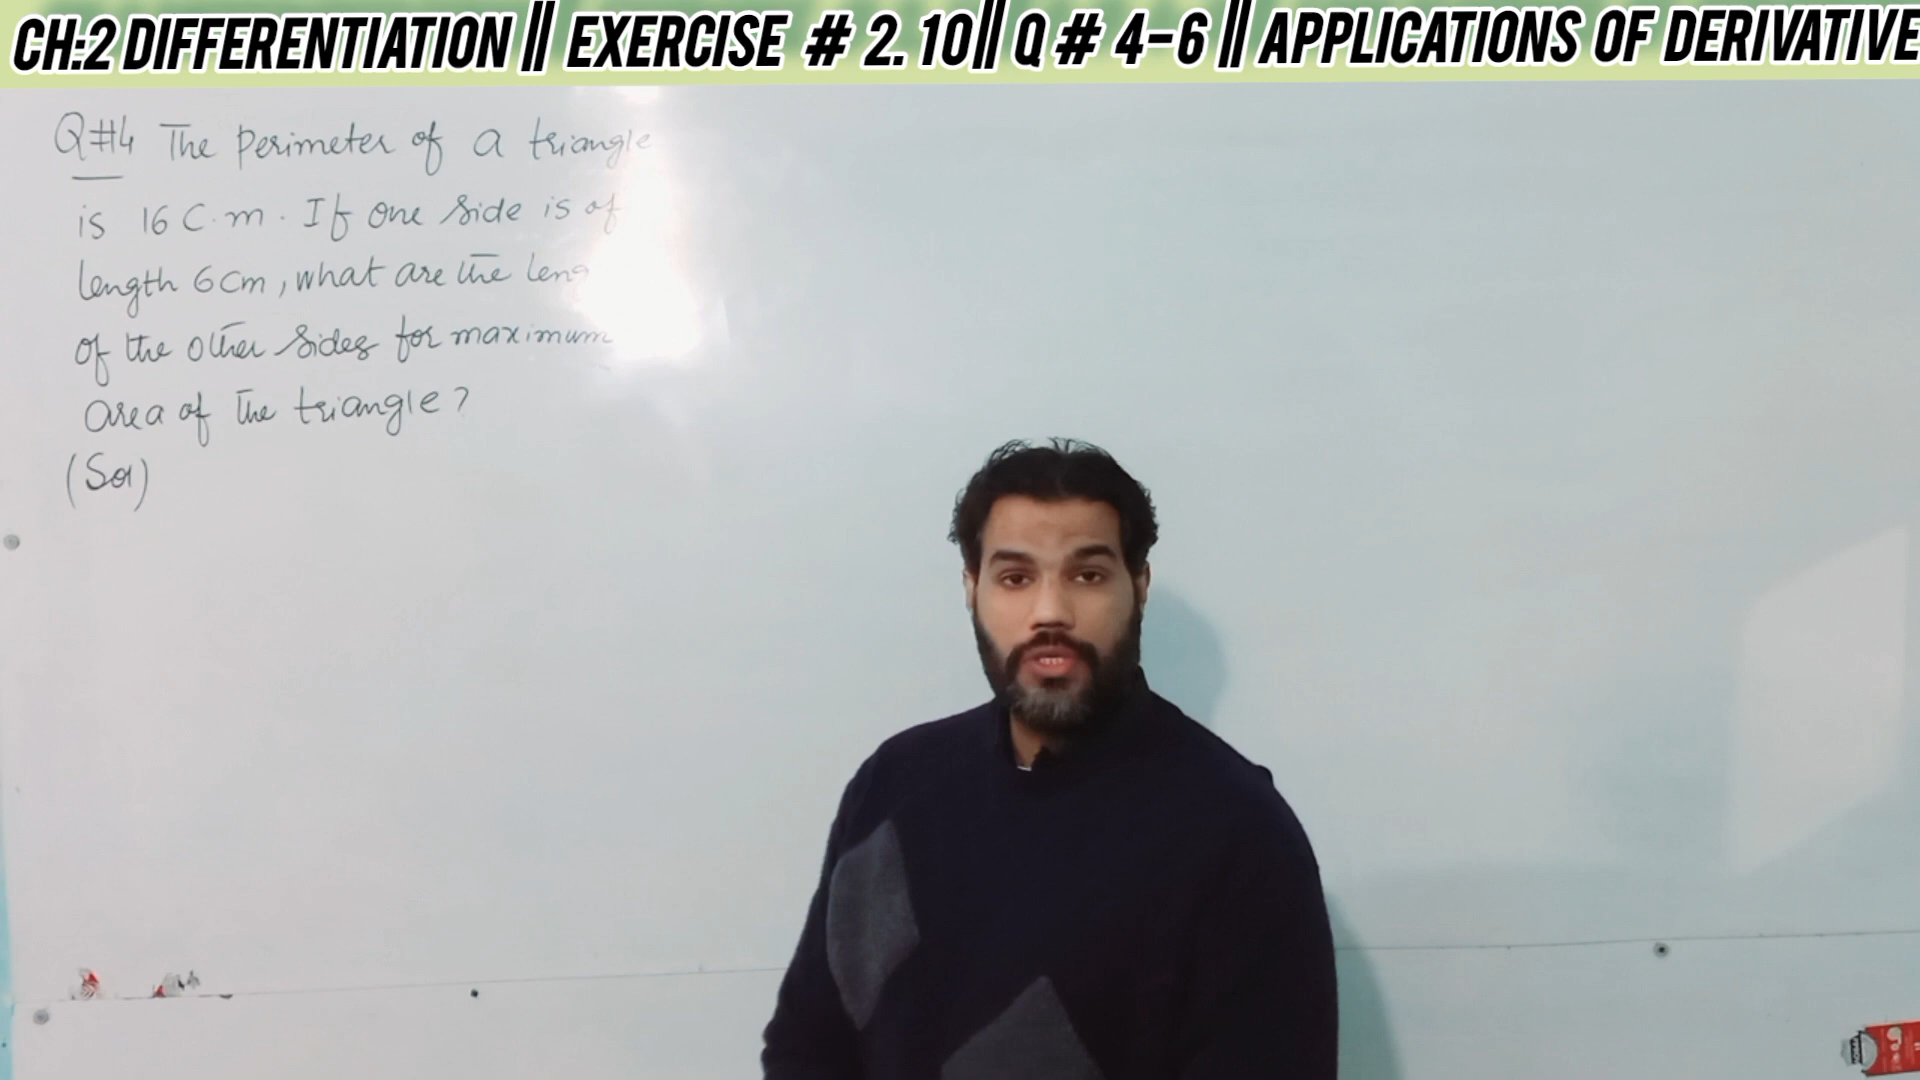 CH:2 DIFFERENTIATION || EXERCISE # 2.10|| Q # 4-6 || APPLICATIONS OF DERIVATIVE
Q#4 The Perimeter of a triangle
is 16 C.m. If one side is of
length 6cm, what are the leng
of the other sides for maximum
area of the triangle?
(Sol)